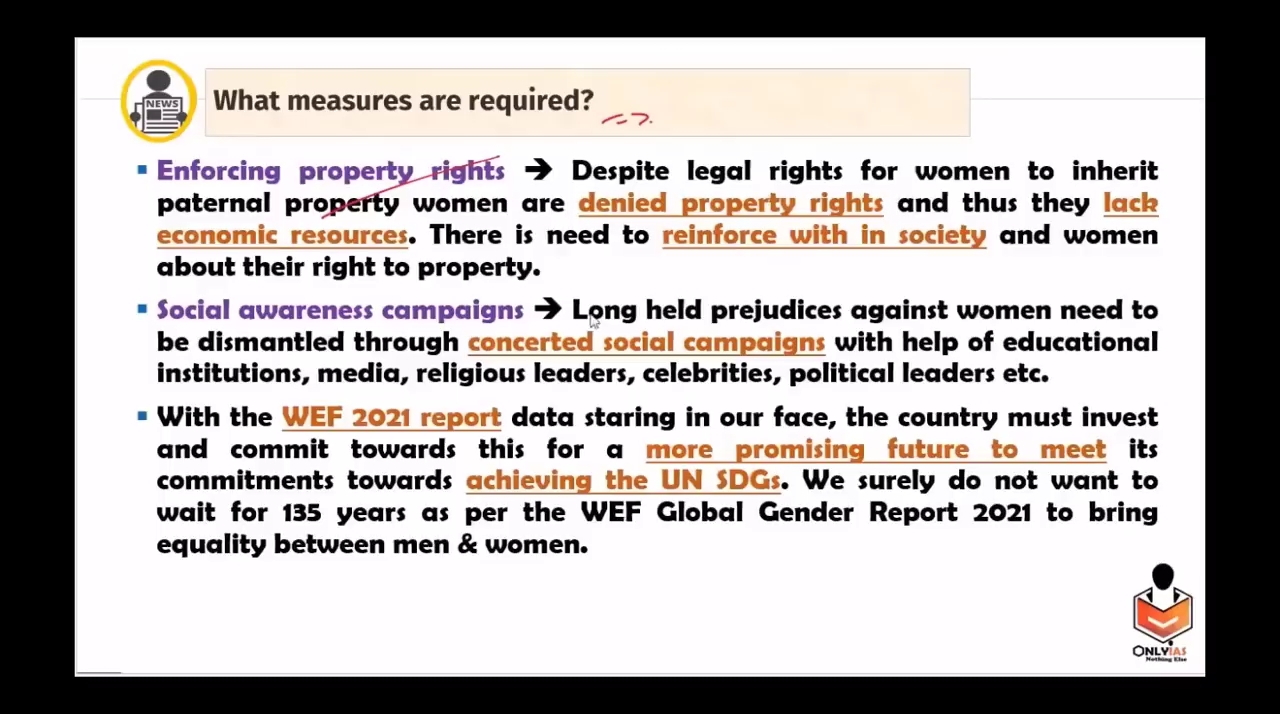 NEWS
What measures are required?
Enforcing property rights ➔ Despite legal rights for women to inherit
paternal property women are denied property rights and thus they lack
economic resources. There is need to reinforce with in society and women
about their right to property.
Social awareness campaigns ➔ Long held prejudices against women need to
be dismantled through concerted social campaigns with help of educational
institutions, media, religious leaders, celebrities, political leaders etc.
With the WEF 2021 report data staring in our face, the country must invest
and commit towards this for a more promising future to meet its
commitments towards achieving the UN SDGs. We surely do not want to
wait for 135 years as per the WEF Global Gender Report 2021 to bring
equality between men & women.
ONLYIAS
Nothing Else